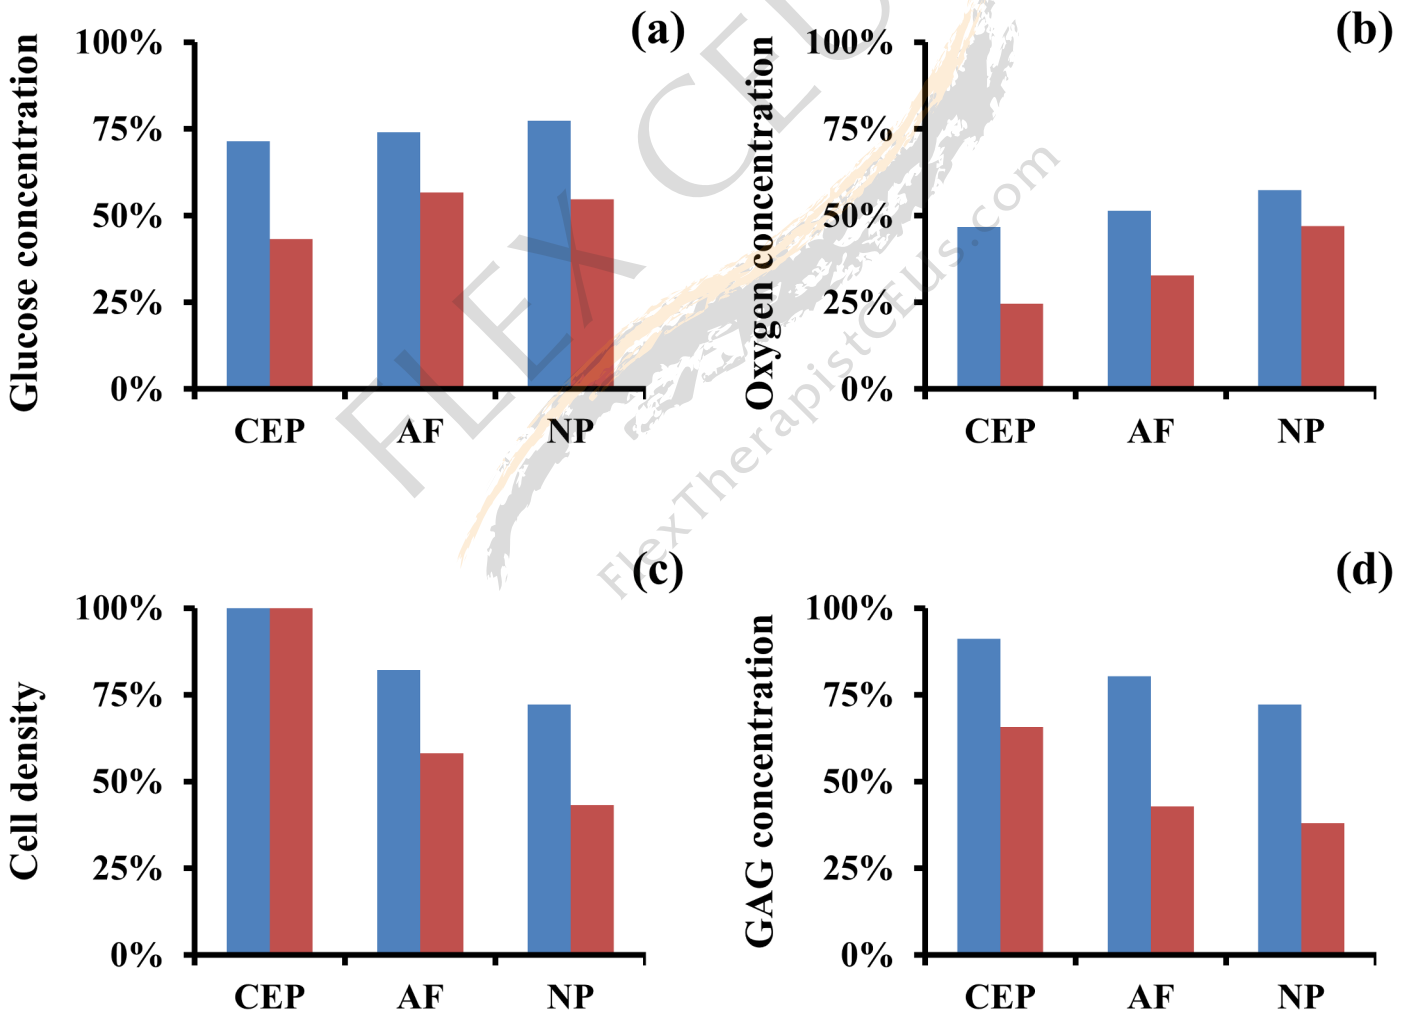 (a)
Glucose concentration
100%
75%
50%
25%
0%
CEP AF NP
(b)
Oxygen concentration
100%
75%
50%
25%
0%
CEP AF NP
(c)
Cell density
100%
75%
50%
25%
0%
CEP AF NP
(d)
GAG concentration
100%
75%
50%
25%
0%
CEP AF NP
FLEX CEU
FlexTherapistCEUs.com